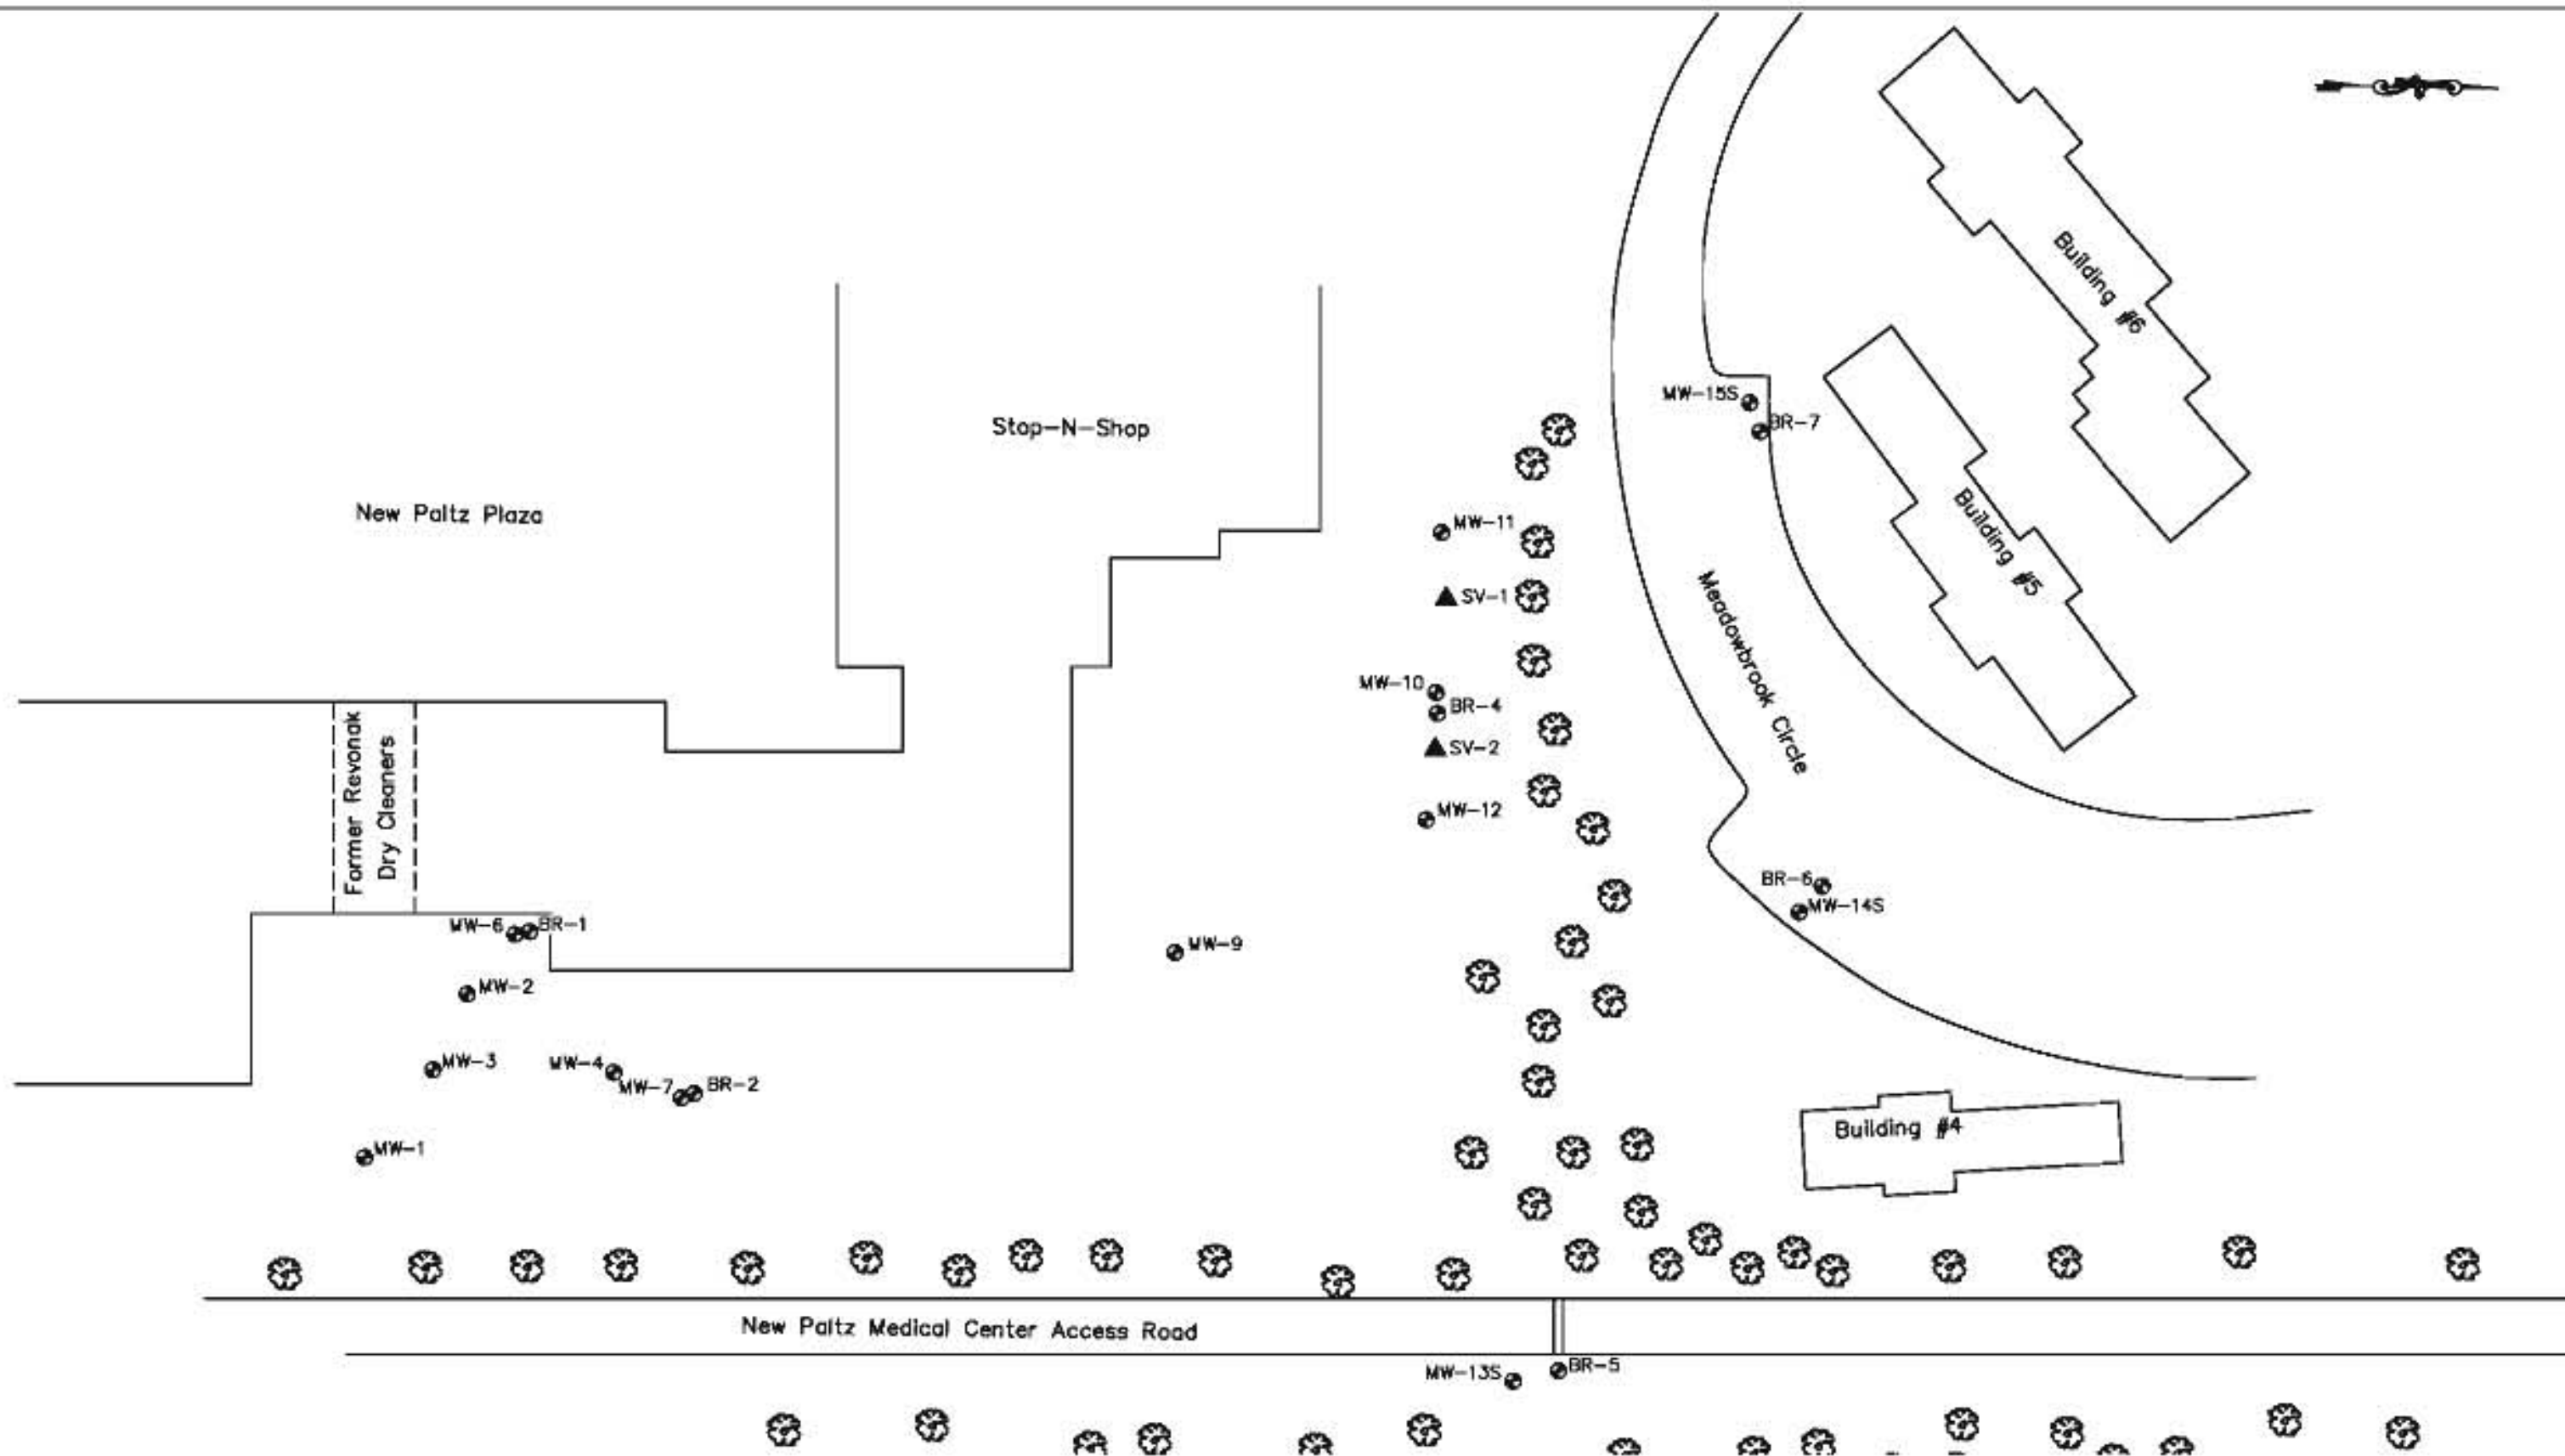 Building #6
MW-15S
BR-7
Stop-N-Shop
New Paltz Plaza
MW-11
Building #5
SV-1
Meadowbrook Circle
MW-10
BR-4
SV-2
Former Revonak
Dry Cleaners
MW-12
BR-6
MW-14S
MW-6
BR-1
MW-9
MW-2
MW-3
MW-4
MW-7
BR-2
Building #4
MW-1
New Paltz Medical Center Access Road
MW-13S
BR-5